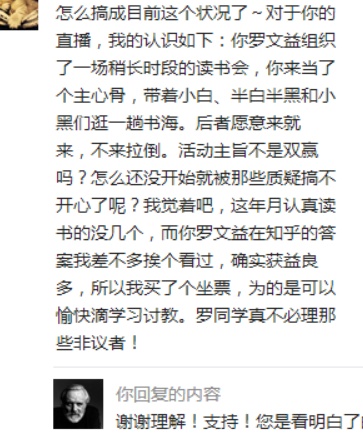 怎么搞成目前这个状况了～对于你的
直播，我的认识如下：你罗文益组织
了一场稍长时段的读书会，你来当了
个主心骨，带着小白、半白半黑和小
黑们逛一趟书海。后者愿意来就
来，不来拉倒。活动主旨不是双赢
吗？怎么还没开始就被那些质疑搞不
开心了呢？我觉着吧，这年月认真读
书的没几个，而你罗文益在知乎的答
案我差不多挨个看过，确实获益良
多，所以我买了个坐票，为的是可以
愉快滴学习讨教。罗同学真不必理那
些非议者！
你回复的内容
谢谢理解！支持！您是看明白了